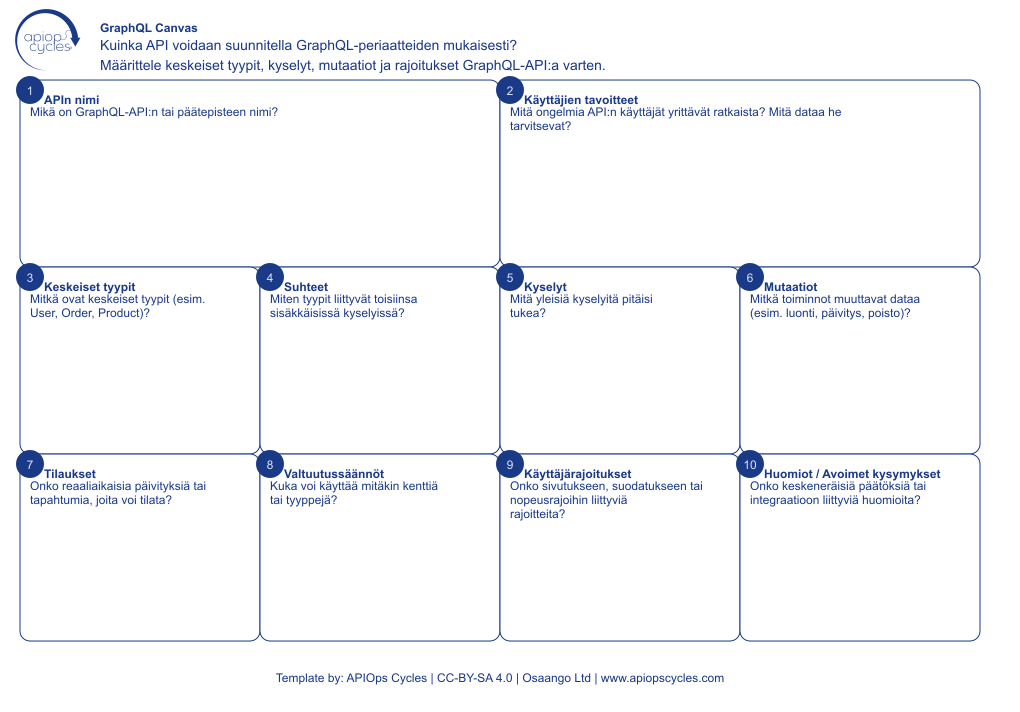 apiops
cycles
GraphQL Canvas
Kuinka API voidaan suunnitella GraphQL-periaatteiden mukaisesti?
Määrittele keskeiset tyypit, kyselyt, mutaatiot ja rajoitukset GraphQL-API:a varten.
1
APIn nimi
Mikä on GraphQL-API:n tai päätepisteen nimi?
2
Käyttäjien tavoitteet
Mitä ongelmia API:n käyttäjät yrittävät ratkaista? Mitä dataa he
tarvitsevat?
3
Keskeiset tyypit
Mitkä ovat keskeiset tyypit (esim.
User, Order, Product)?
4
Suhteet
Miten tyypit liittyvät toisiinsa
sisäkkäisissä kyselyissä?
5
Kyselyt
Mitä yleisiä kyselyitä pitäisi
tukea?
6
Mutaatiot
Mitkä toiminnot muuttavat dataa
(esim. luonti, päivitys, poisto)?
7
Tilaukset
Onko reaaliaikaisia päivityksiä tai
tapahtumia, joita voi tilata?
8
Valtuutussäännöt
Kuka voi käyttää mitäkin kenttiä
tai tyyppejä?
9
Käyttäjärajoitukset
Onko sivutukseen, suodatukseen tai
nopeusrajoihin liittyviä
rajoitteita?
10
Huomiot / Avoimet kysymykset
Onko keskeneräisiä päätöksiä tai
integraatioon liittyviä huomioita?
Template by: APIOps Cycles | CC-BY-SA 4.0 | Osaango Ltd | www.apiopscycles.com